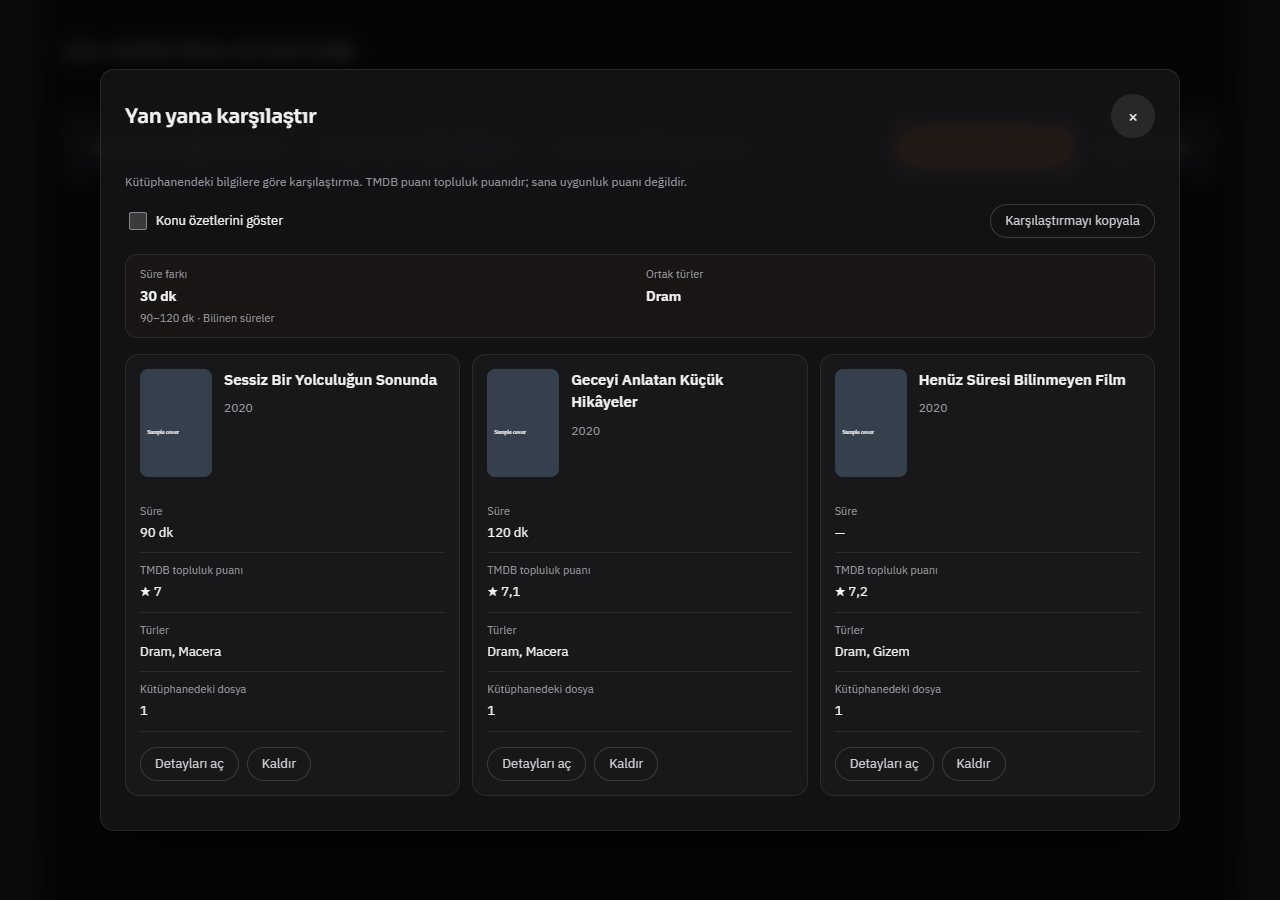 Yan yana karşılaştır
×
Kütüphanendeki bilgilere göre karşılaştırma. TMDB puanı topluluk puanıdır; sana uygunluk puanı değildir.
Konu özetlerini göster
Karşılaştırmayı kopyala
Süre farkı
30 dk
90–120 dk · Bilinen süreler
Ortak türler
Dram
Sample cover
Sessiz Bir Yolculuğun Sonunda
2020
Süre
90 dk
TMDB topluluk puanı
★ 7
Türler
Dram, Macera
Kütüphanedeki dosya
1
Detayları aç
Kaldır
Sample cover
Geceyi Anlatan Küçük
Hikâyeler
2020
Süre
120 dk
TMDB topluluk puanı
★ 7,1
Türler
Dram, Macera
Kütüphanedeki dosya
1
Detayları aç
Kaldır
Sample cover
Henüz Süresi Bilinmeyen Film
2020
Süre
—
TMDB topluluk puanı
★ 7,2
Türler
Dram, Gizem
Kütüphanedeki dosya
1
Detayları aç
Kaldır